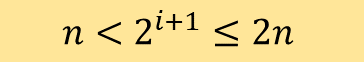 n < 2^{i+1} ≤ 2n